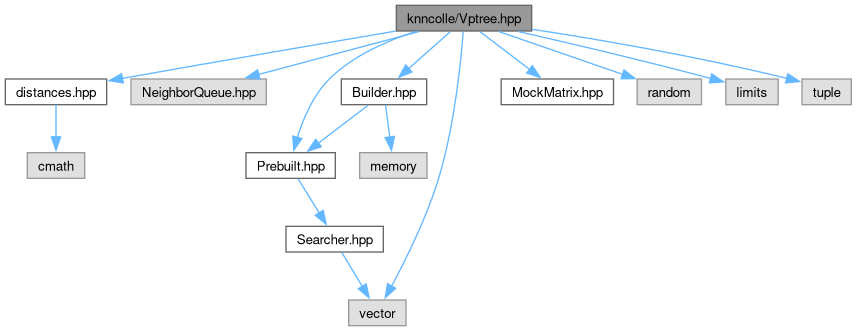 knncolle/Vptree.hpp
distances.hpp
NeighborQueue.hpp
Builder.hpp
MockMatrix.hpp
random
limits
tuple
cmath
Prebuilt.hpp
memory
Searcher.hpp
vector